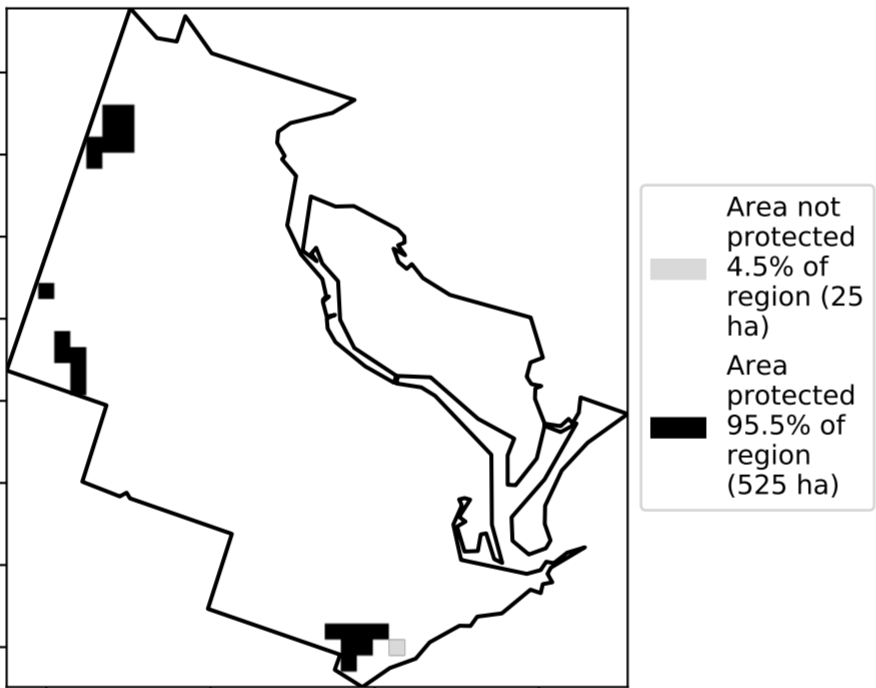 Area not
protected
4.5% of
region (25
ha)
Area
protected
95.5% of
region
(525 ha)